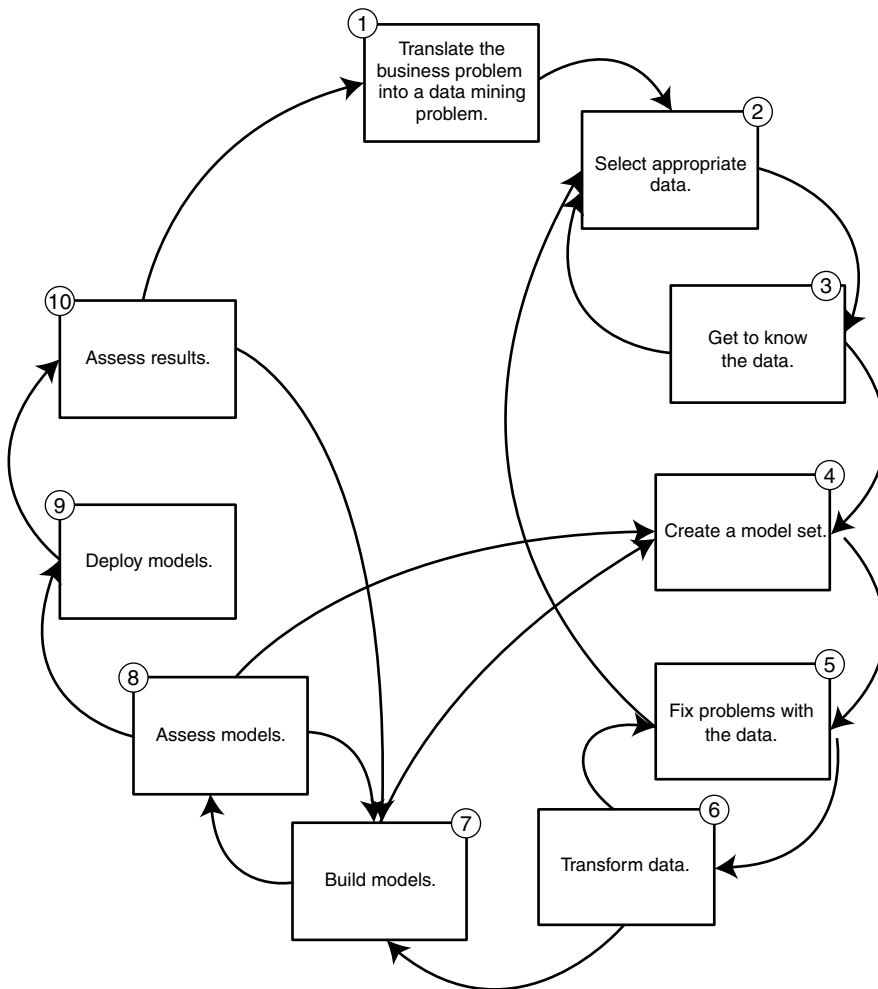 1
Translate the
business problem
into a data mining
problem.
2
Select appropriate
data.
3
Get to know
the data.
4
Create a model set.
5
Fix problems with
the data.
6
Transform data.
7
Build models.
8
Assess models.
9
Deploy models.
10
Assess results.